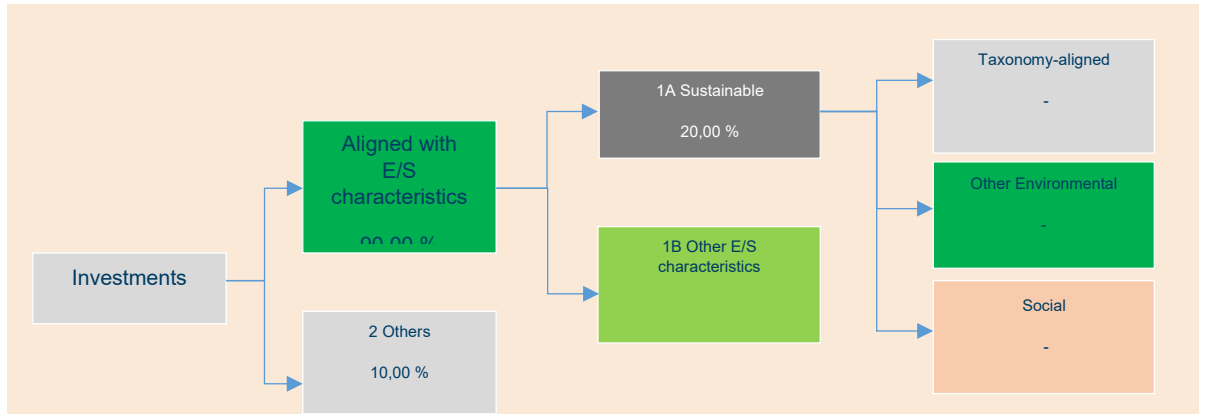 Investments
Aligned with
E/S
characteristics
2 Others
10,00 %
1A Sustainable
20,00 %
1B Other E/S
characteristics
Taxonomy-aligned
-
Other Environmental
-
Social
-